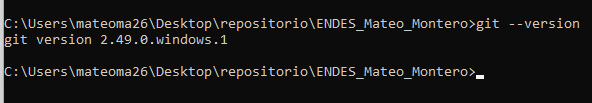 C:\Users\mateoma26\Desktop\repositorio\ENDES_Mateo_Montero>git --version
git version 2.49.0.windows.1
C:\Users\mateoma26\Desktop\repositorio\ENDES_Mateo_Montero>